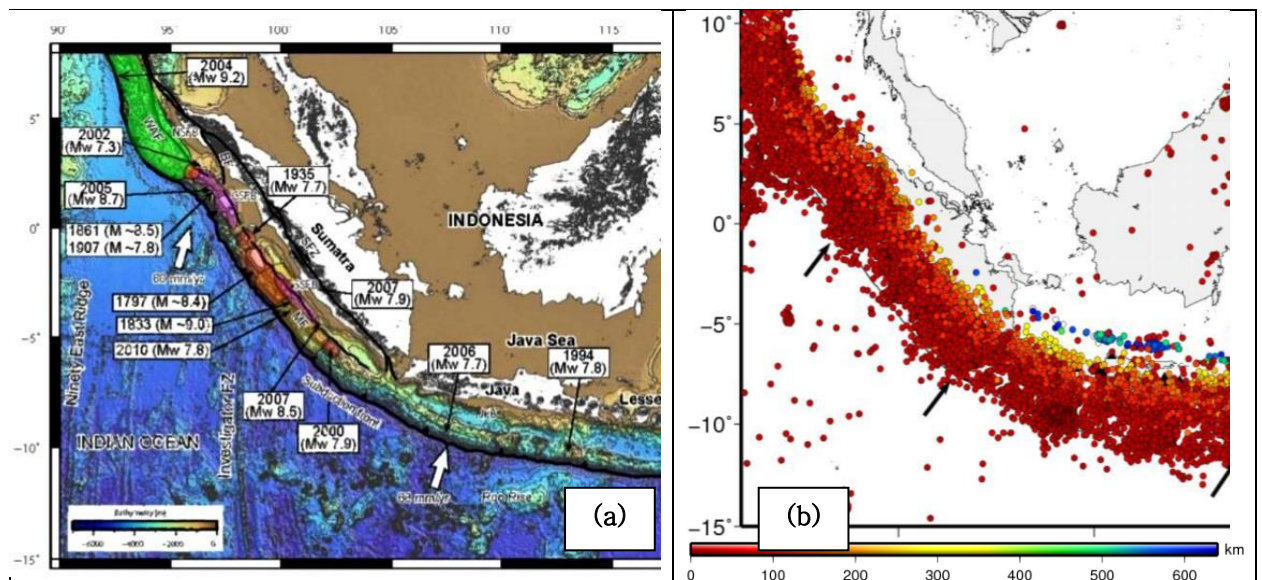 90° 95° 100° 105° 110° 115°
2004
(Mw 9.2)
5°
WAF
2002
(Mw 7.3)
1935
(Mw 7.7)
2005
(Mw 8.7)
INDONESIA
1861 (M ~8.5)
1907 (M ~7.8)
0°
SFZ
Sumatra
2007
(Mw 7.9)
1797 (M ~8.4)
1833 (M ~9.0)
2010 (Mw 7.8)
MF
-5°
Ninety East Ridge
Java Sea
2006
(Mw 7.7)
1994
(Mw 7.8)
Java
Lesse
2007
(Mw 8.5)
Subduction front
2000
(Mw 7.9)
Investigator FZ
INDIAN OCEAN
-10°
62 mm/yr
Roo Rise
Bathymetry (m)
-6000 -4000 -2000 0
-15°
(a)
10°
5°
0°
-5°
-10°
-15°
(b)
km
0 100 200 300 400 500 600